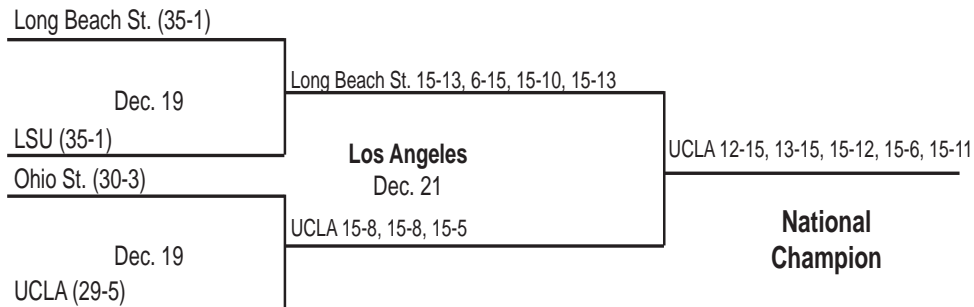 Long Beach St. (35-1)
Dec. 19
LSU (35-1)
Ohio St. (30-3)
Dec. 19
UCLA (29-5)
Long Beach St. 15-13, 6-15, 15-10, 15-13
Los Angeles
Dec. 21
UCLA 15-8, 15-8, 15-5
UCLA 12-15, 13-15, 15-12, 15-6, 15-11
National
Champion